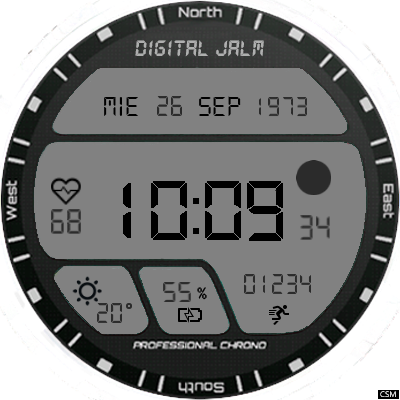 North
DIGITAL JALM
MIE 26 SEP 1973
West
68
10:09
34
East
20°
55%
01234
PROFESSIONAL CHRONO
South
CSM